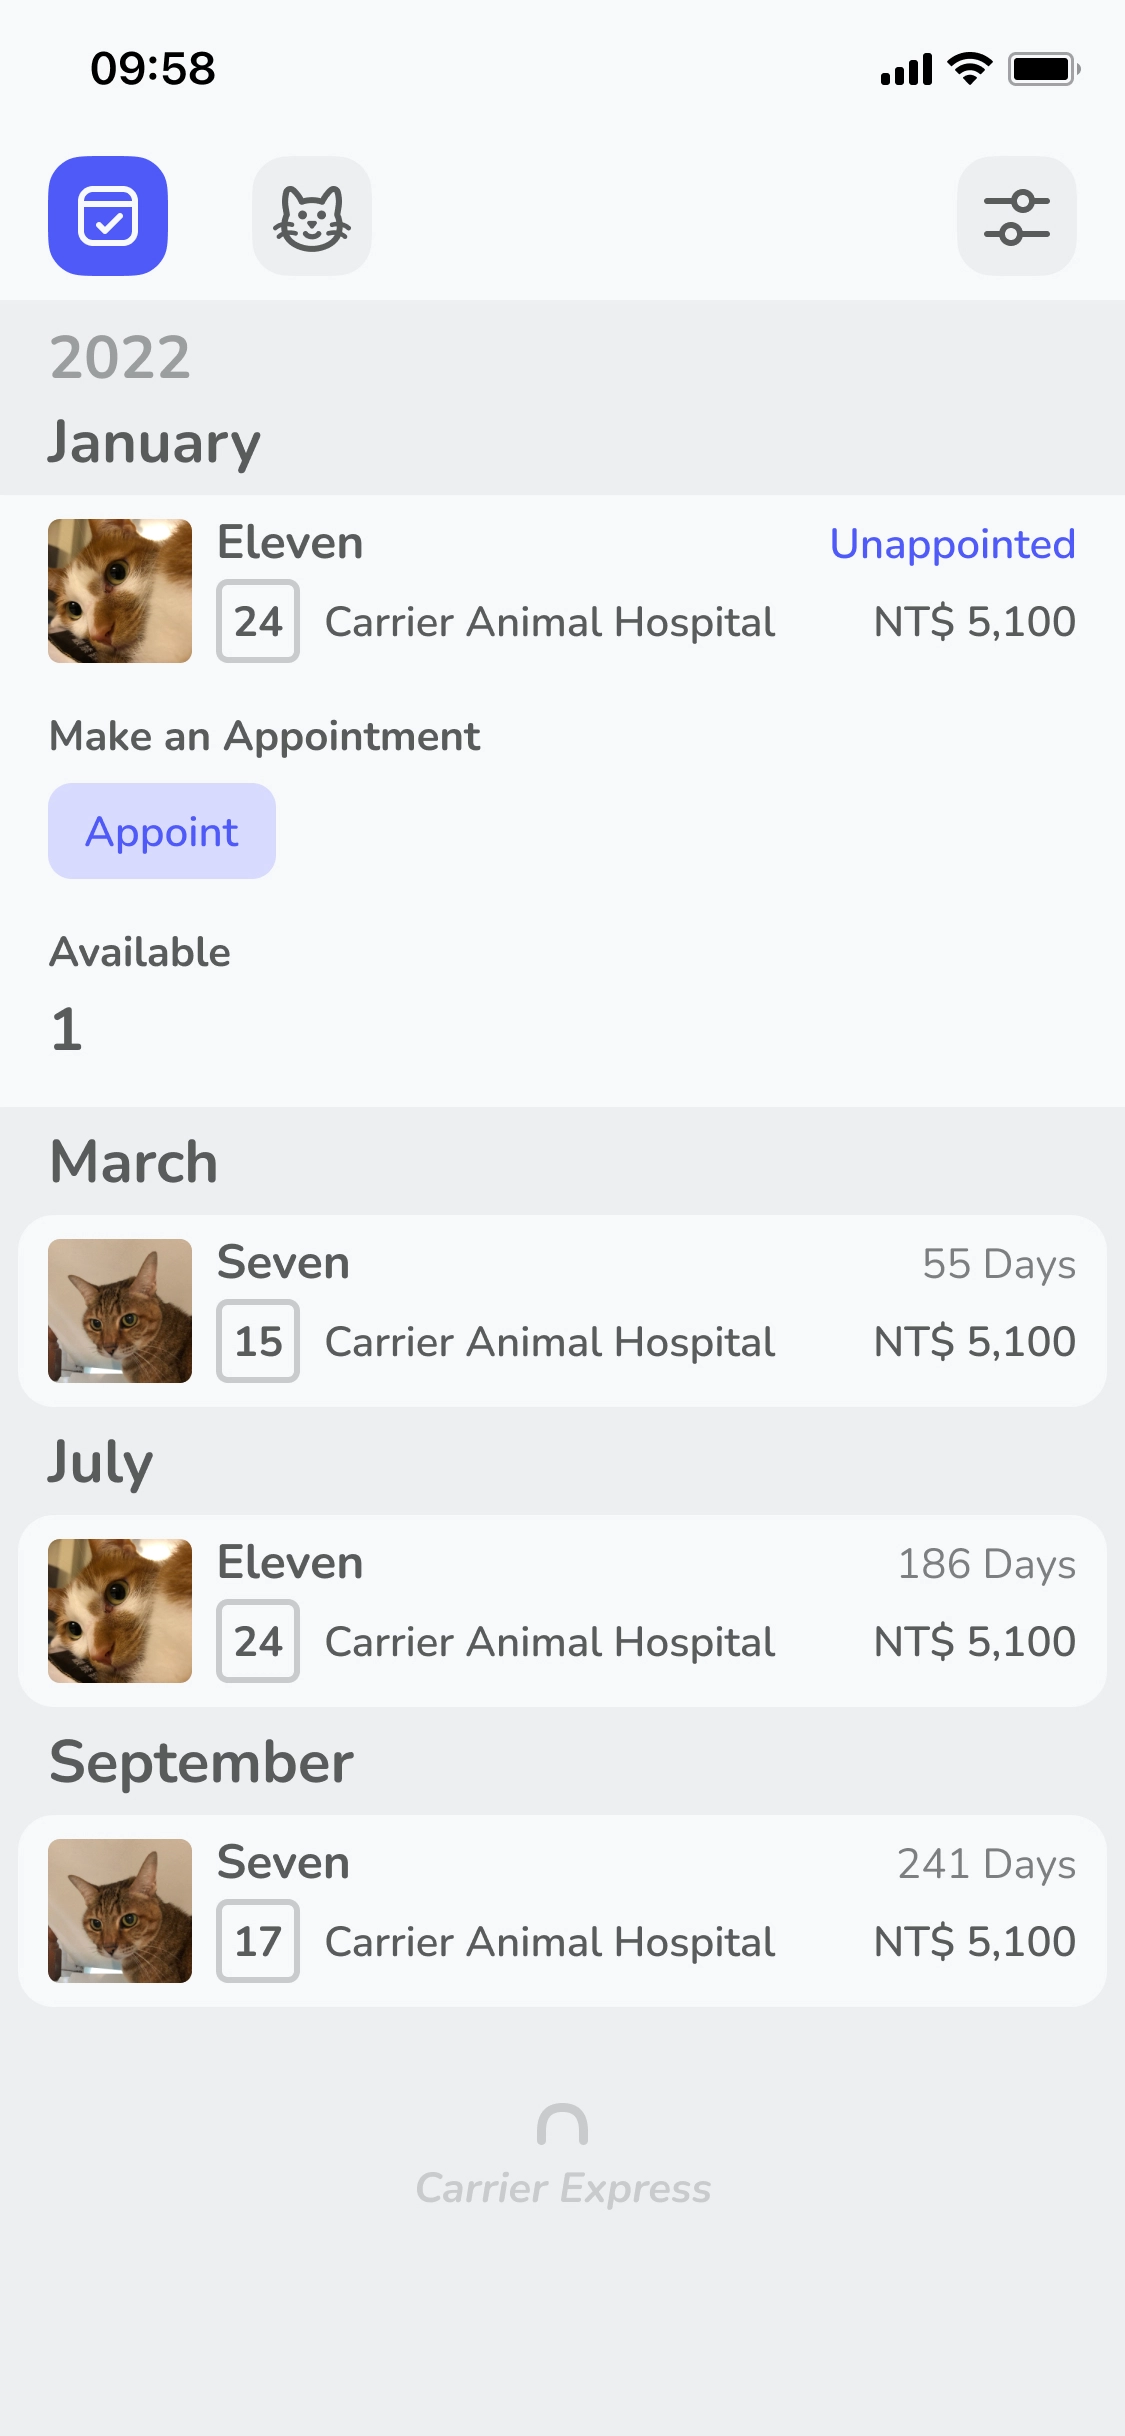 09:58
2022
January
Eleven
Unappointed
24 Carrier Animal Hospital NT$ 5,100
Make an Appointment
Appoint
Available
1
March
Seven
55 Days
15 Carrier Animal Hospital NT$ 5,100
July
Eleven
186 Days
24 Carrier Animal Hospital NT$ 5,100
September
Seven
241 Days
17 Carrier Animal Hospital NT$ 5,100
Carrier Express